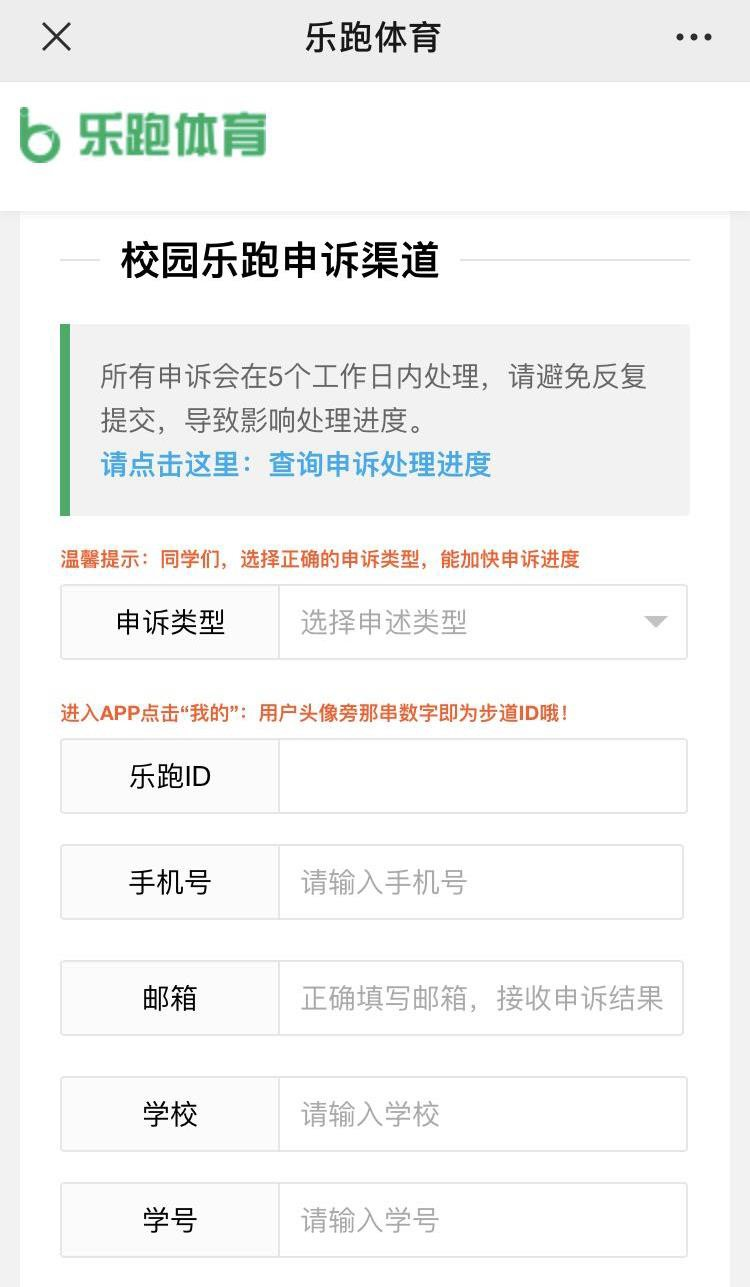 乐跑体育
乐跑体育
校园乐跑申诉渠道
所有申诉会在5个工作日内处理，请避免反复
提交，导致影响处理进度。
请点击这里：查询申诉处理进度
温馨提示：同学们，选择正确的申诉类型，能加快申诉进度
申诉类型 选择申述类型
进入APP点击“我的”：用户头像旁那串数字即为步道ID哦！
乐跑ID
手机号 请输入手机号
邮箱 正确填写邮箱，接收申诉结果
学校 请输入学校
学号 请输入学号